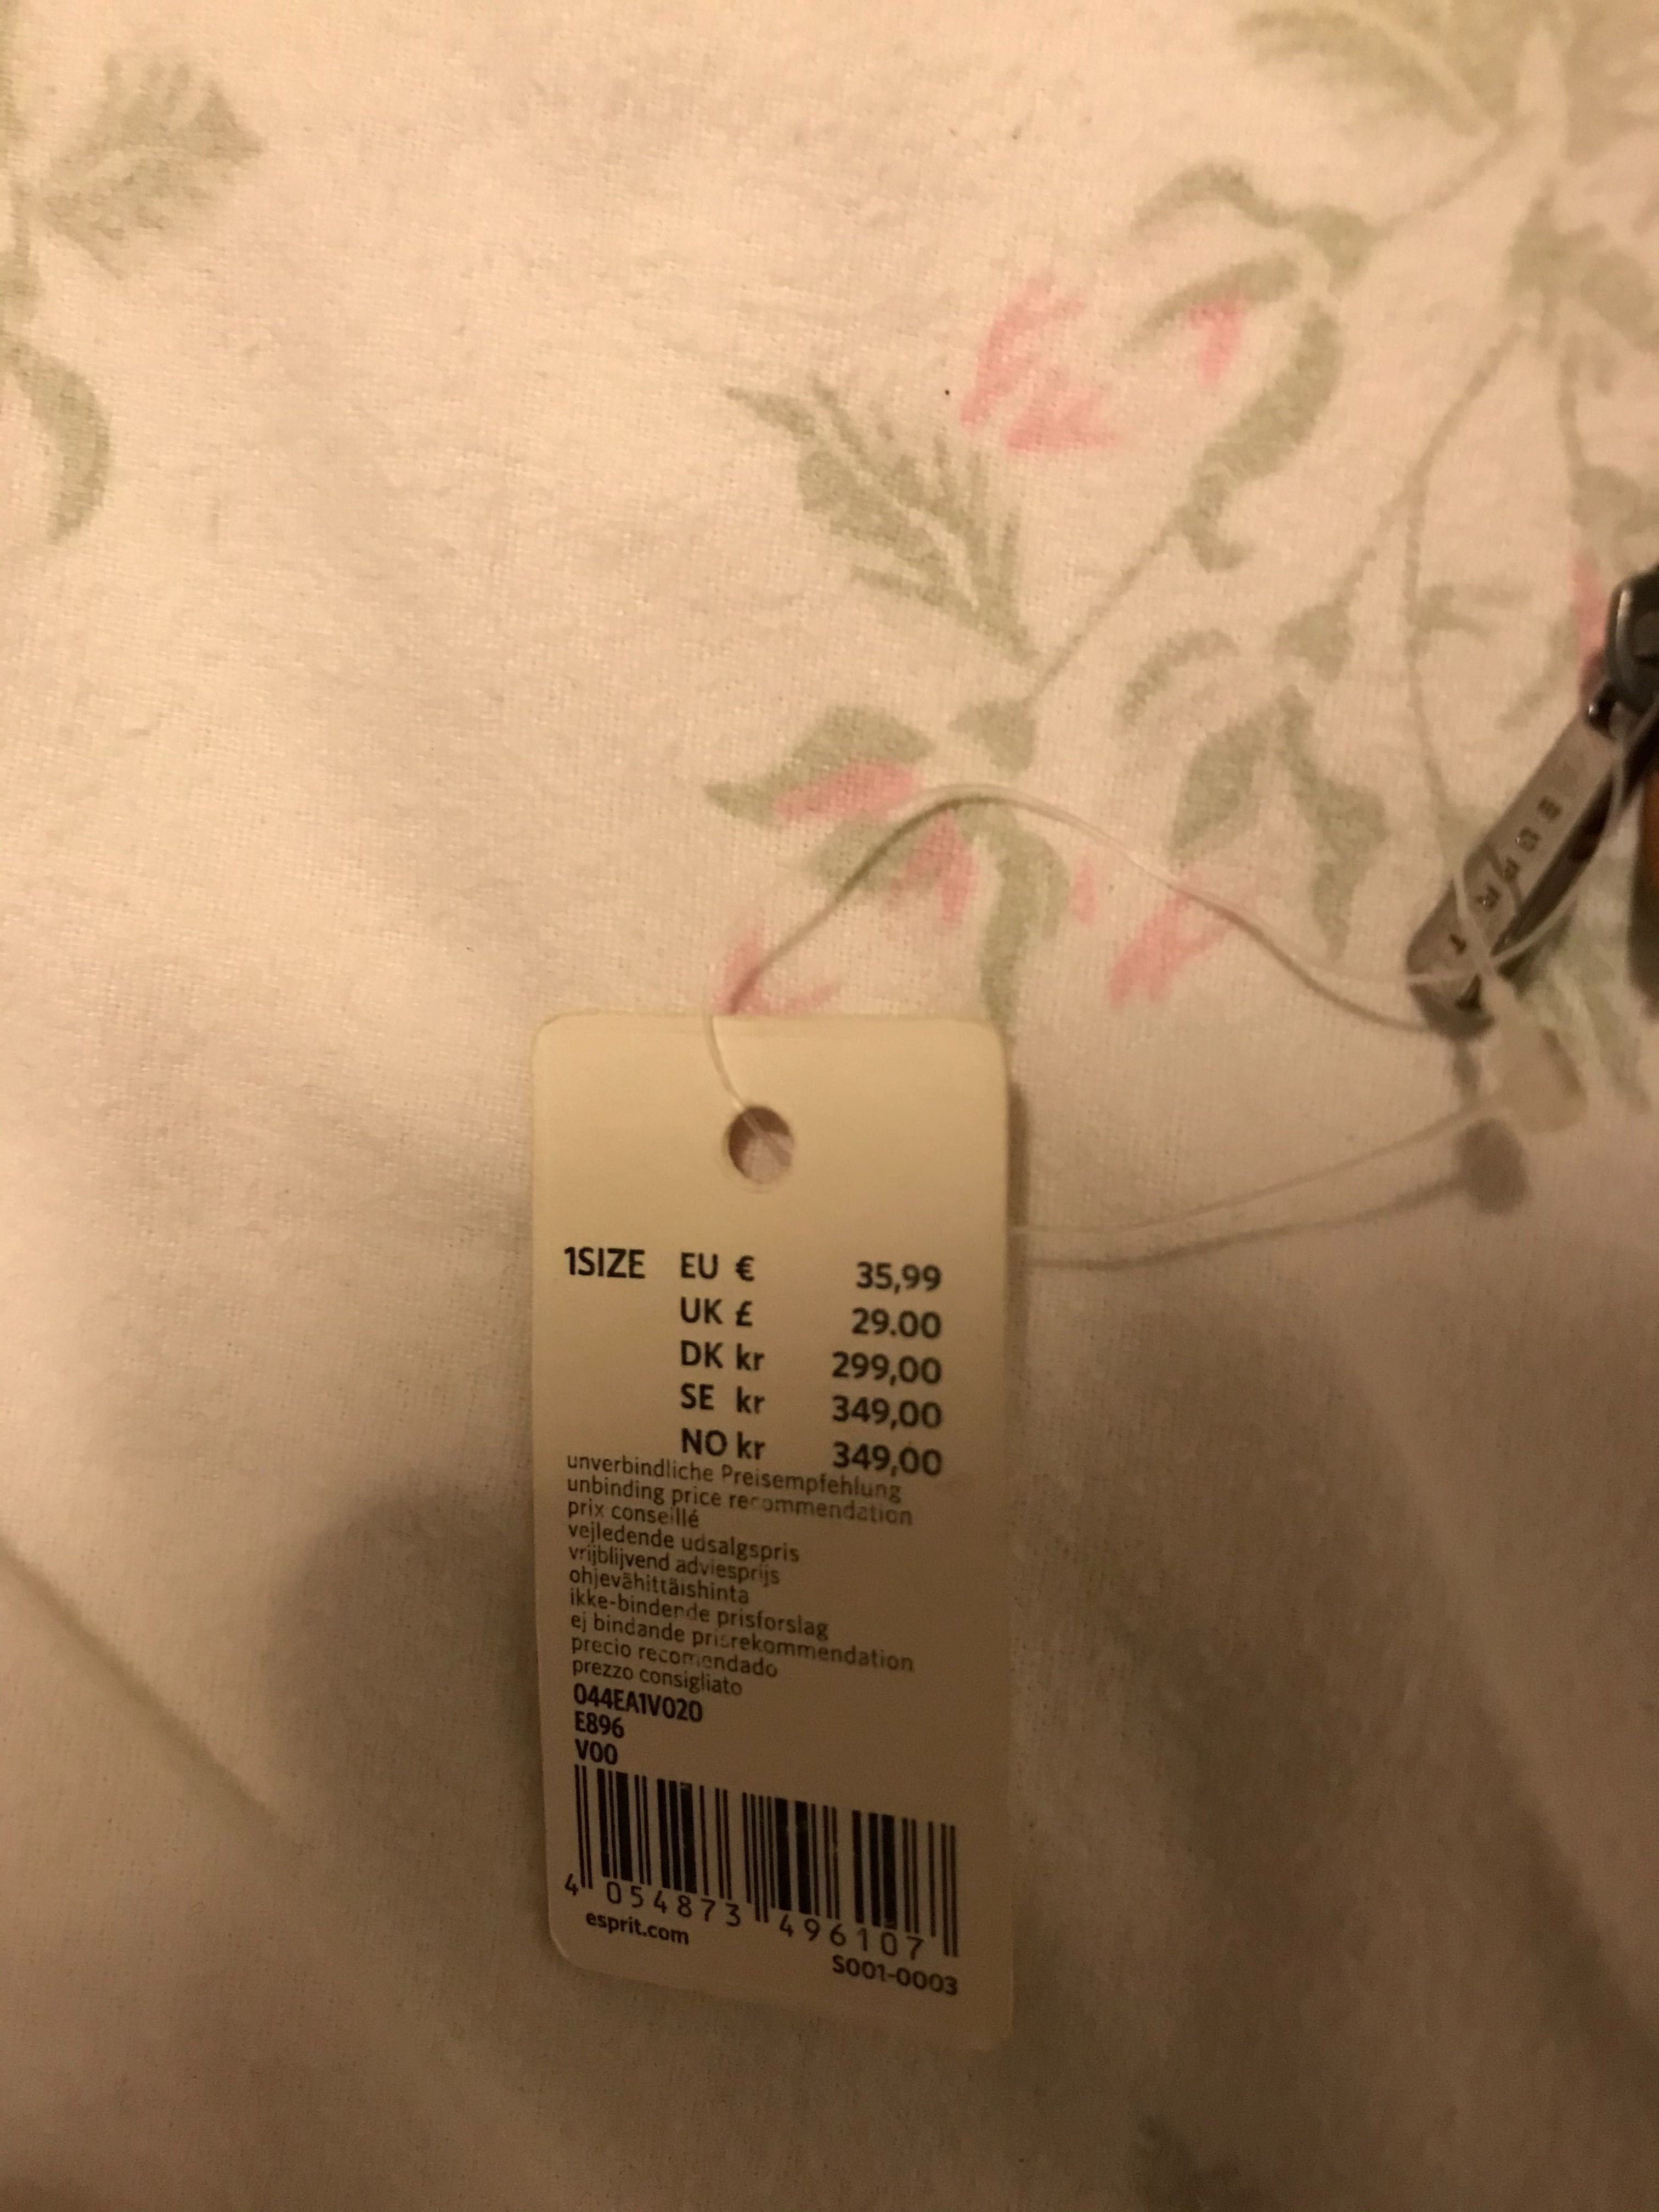 1SIZE EU € 35,99
UK £ 29.00
DK kr 299,00
SE kr 349,00
NO kr 349,00
unverbindliche Preisempfehlung
unbinding price recommendation
prix conseillé
vejledende udsalgspris
vrijblijvend adviesprijs
ohjevähittäishinta
ikke-bindende prisforslag
ej bindande prisrekommendation
precio recomendado
prezzo consigliato
044EA1V020
E896
V00
4 054873 496107
esprit.com
S001-0003